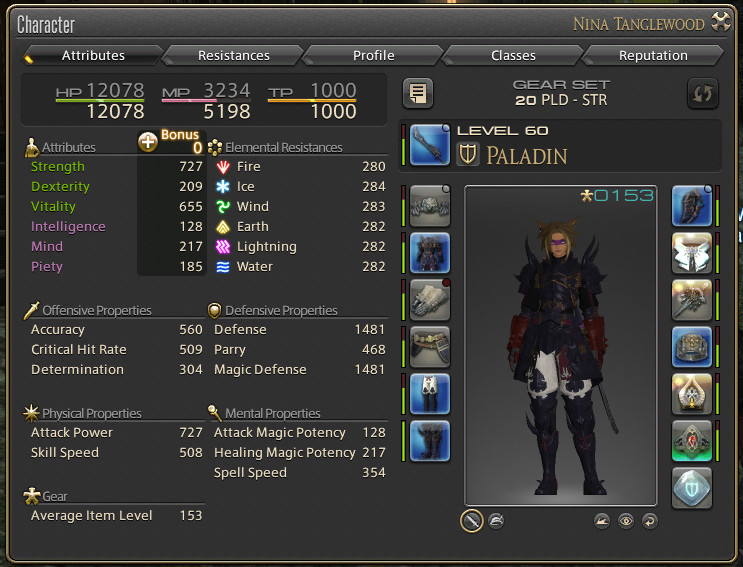 Character
NINA TANGLEWOOD
Attributes Resistances Profile Classes Reputation
HP 12078 MP 3234 TP 1000
12078 5198 1000
GEAR SET
20 PLD - STR
LEVEL 60
PALADIN
0153
Attributes Bonus
0
Strength 727
Dexterity 209
Vitality 655
Intelligence 128
Mind 217
Piety 185
Elemental Resistances
Fire 280
Ice 284
Wind 283
Earth 282
Lightning 282
Water 282
Offensive Properties
Accuracy 560
Critical Hit Rate 509
Determination 304
Defensive Properties
Defense 1481
Parry 468
Magic Defense 1481
Physical Properties
Attack Power 727
Skill Speed 508
Mental Properties
Attack Magic Potency 128
Healing Magic Potency 217
Spell Speed 354
Gear
Average Item Level 153